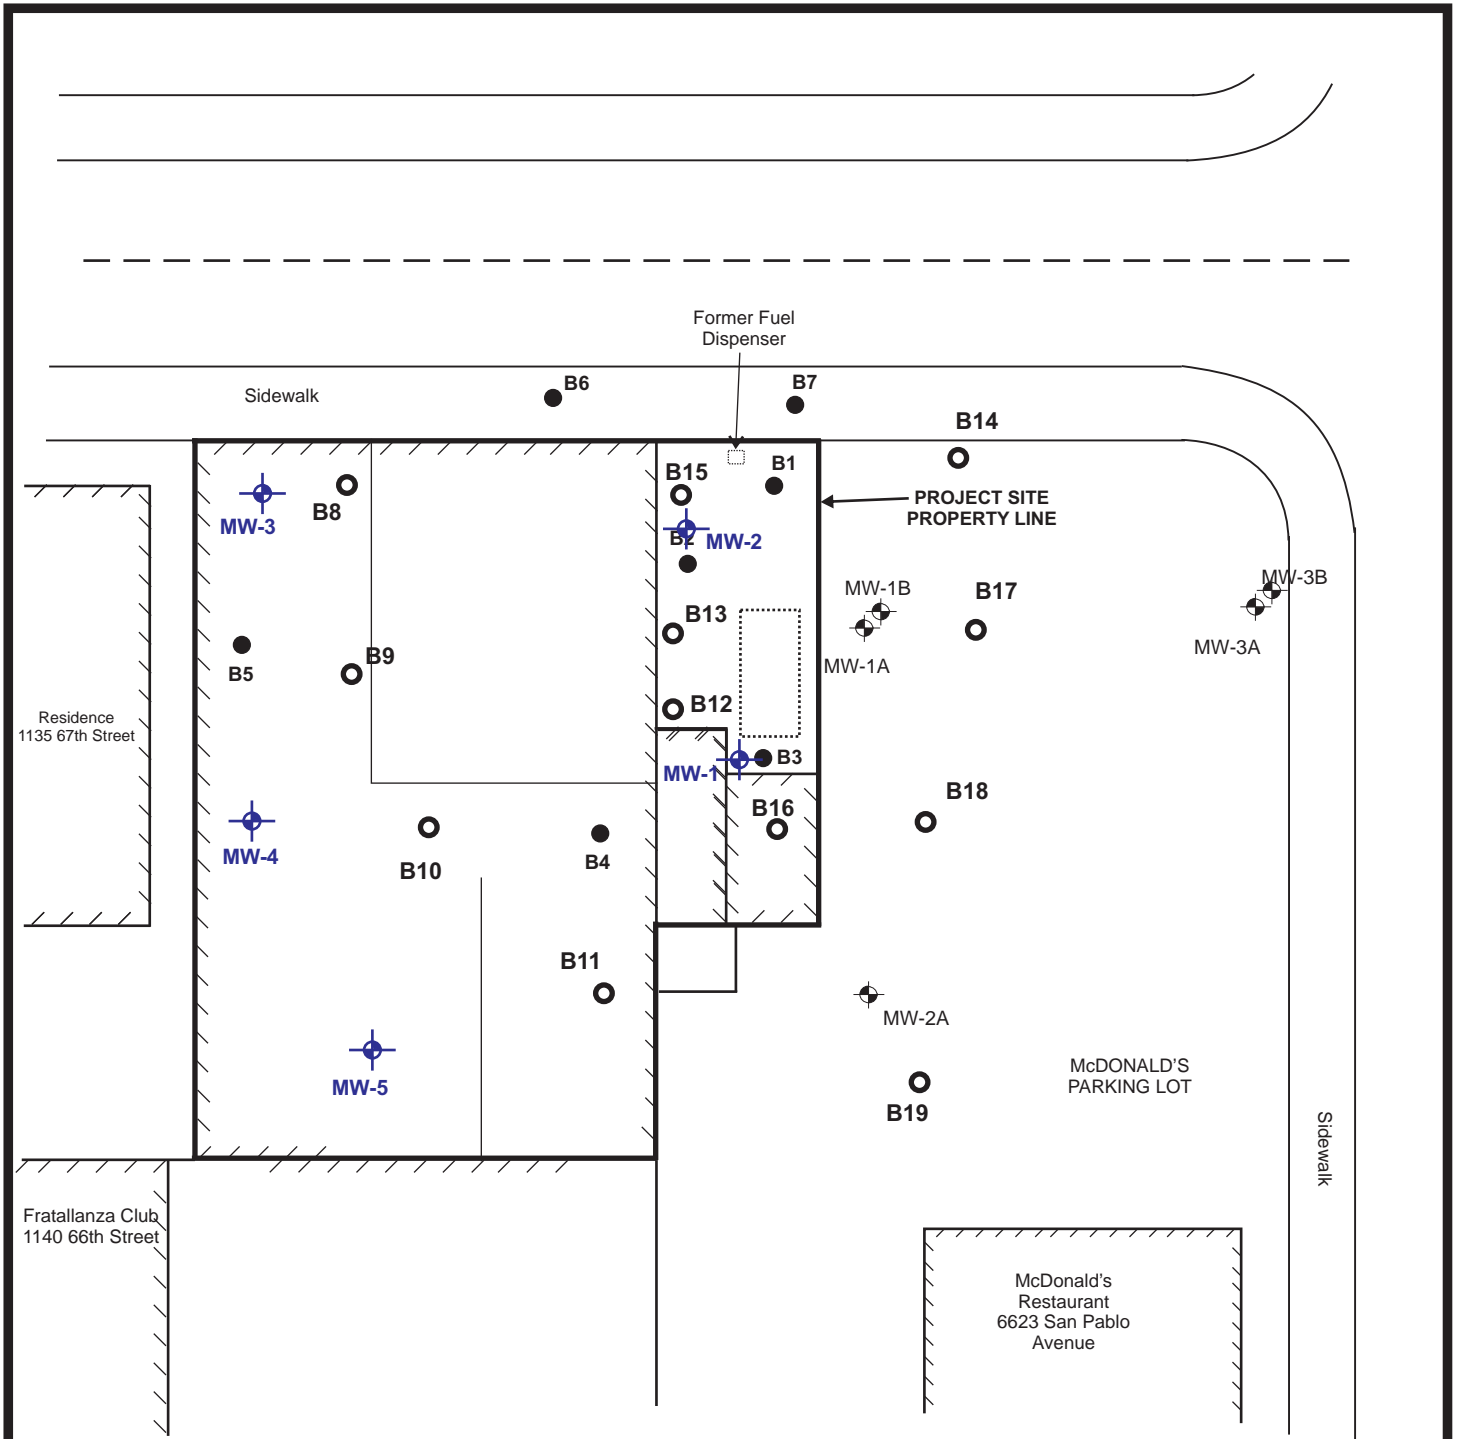 Former Fuel
Dispenser
B6
B7
Sidewalk
B14
B1
B15
PROJECT SITE
PROPERTY LINE
B8
MW-3
B2
MW-2
MW-3B
MW-1B
B17
B13
MW-3A
B9
MW-1A
B5
B12
Residence
1135 67th Street
B3
MW-1
B18
B16
MW-4
B4
B10
B11
MW-2A
McDONALD'S
PARKING LOT
MW-5
B19
Sidewalk
Fratallanza Club
1140 66th Street
McDonald's
Restaurant
6623 San Pablo
Avenue